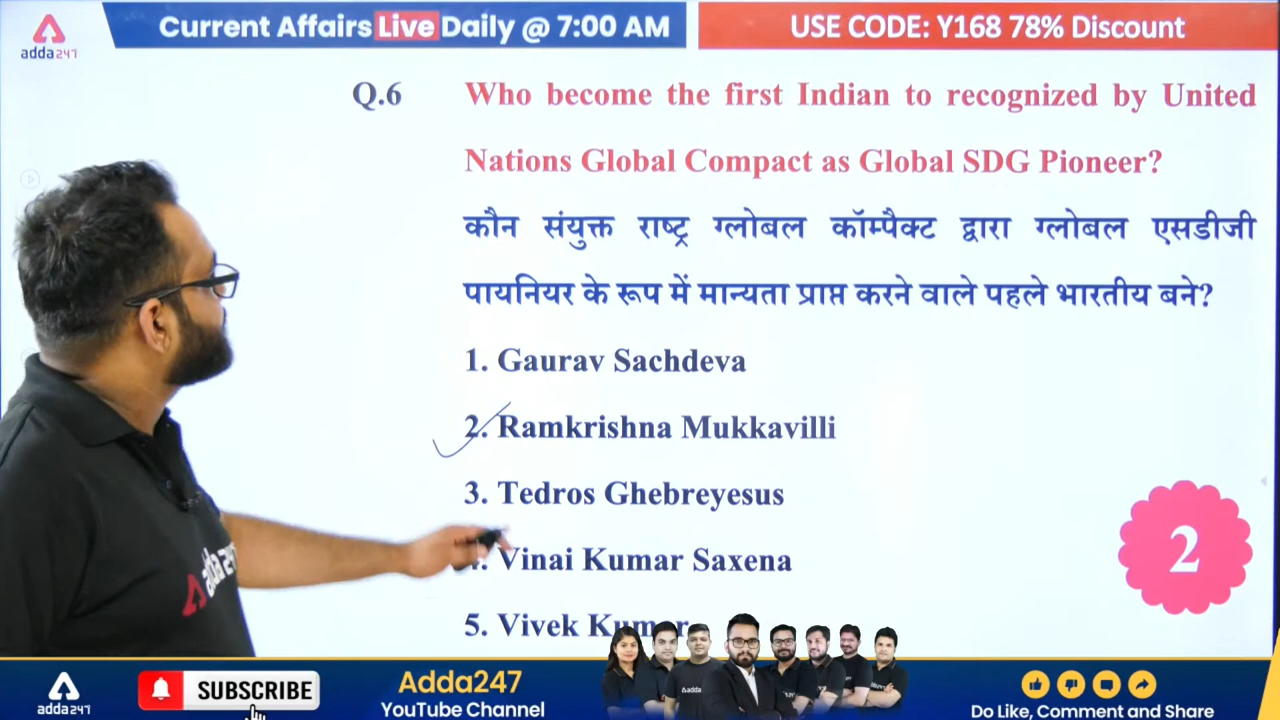 adda247
Current Affairs Live Daily @ 7:00 AM
USE CODE: Y168 78% Discount
Q.6 Who become the first Indian to recognized by United
Nations Global Compact as Global SDG Pioneer?
कौन संयुक्त राष्ट्र ग्लोबल कॉम्पैक्ट द्वारा ग्लोबल एसडीजी
पायनियर के रूप में मान्यता प्राप्त करने वाले पहले भारतीय बने?
1. Gaurav Sachdeva
2. Ramkrishna Mukkavilli
3. Tedros Ghebreyesus
Vinai Kumar Saxena
5. Vivek Kumar
2
adda247
adda247
SUBSCRIBE
Adda247
YouTube Channel
Do Like, Comment and Share